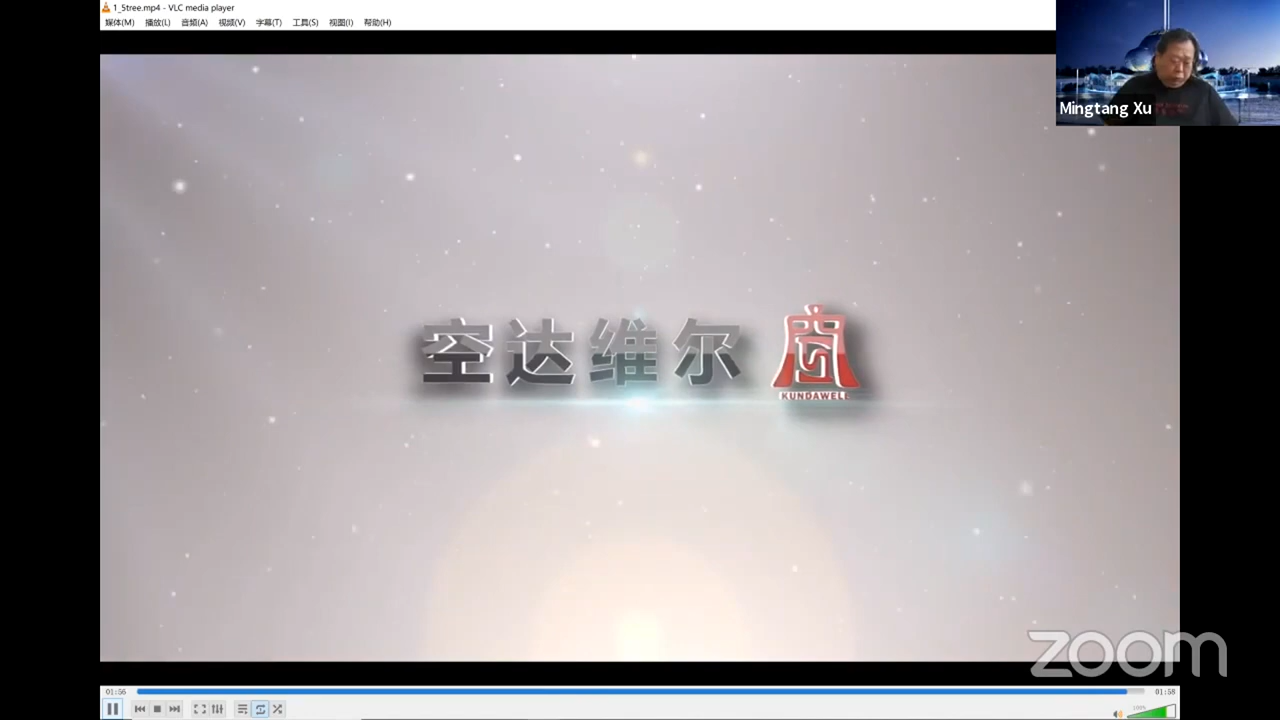 1_5tree.mp4 - VLC media player
媒体(M) 播放(L) 音频(A) 视频(V) 字幕(T) 工具(S) 视图(I) 帮助(H)
Mingtang Xu
空达维尔
KUNDAWELL
zoom
01:56
01:58
100%